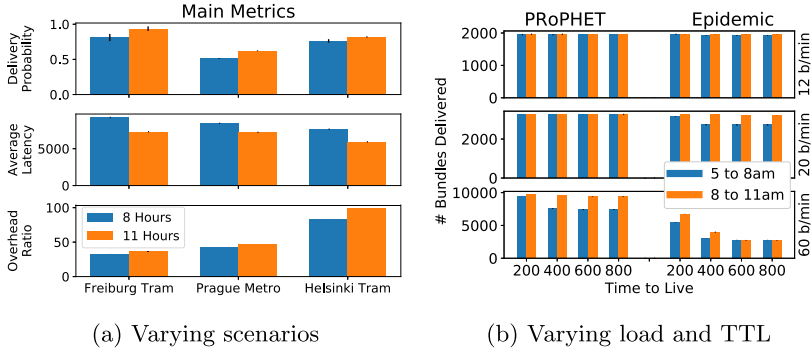 Main Metrics
Delivery
Probability
1.0
0.5
0.0
Average
Latency
5000
0
Overhead
Ratio
100
50
0
8 Hours
11 Hours
Freiburg Tram
Prague Metro
Helsinki Tram
(a) Varying scenarios
PRoPHET
Epidemic
# Bundles Delivered
2000
0
12 b/min
2500
0
20 b/min
5 to 8am
8 to 11am
10000
5000
0
60 b/min
200 400 600 800 200 400 600 800
Time to Live
(b) Varying load and TTL